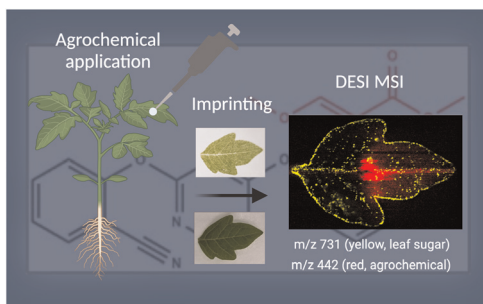 Agrochemical
application
Imprinting
DESI MSI
m/z 731 (yellow, leaf sugar)
m/z 442 (red, agrochemical)
O
O
O
O
N
N
N